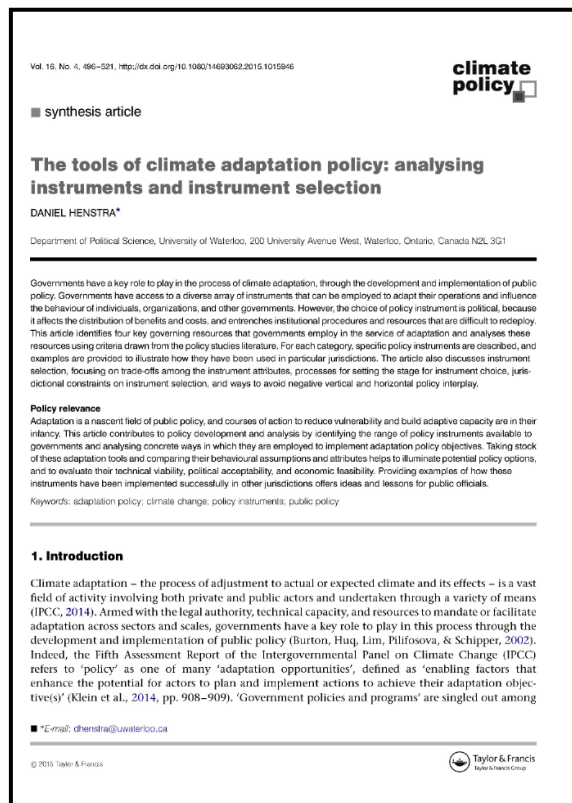 Vol. 16, No. 4, 496–521, http://dx.doi.org/10.1080/14693062.2015.1015946
climate
policy
synthesis article
The tools of climate adaptation policy: analysing
instruments and instrument selection
DANIEL HENSTRA*
Department of Political Science, University of Waterloo, 200 University Avenue West, Waterloo, Ontario, Canada N2L 3G1
Governments have a key role to play in the process of climate adaptation, through the development and implementation of public
policy. Governments have access to a diverse array of instruments that can be employed to adapt their operations and influence
the behaviour of individuals, organizations, and other governments. However, the choice of policy instrument is political, because
it affects the distribution of benefits and costs, and entrenches institutional procedures and resources that are difficult to redeploy.
This article identifies four key governing resources that governments employ in the service of adaptation and analyses these
resources using criteria drawn from the policy studies literature. For each category, specific policy instruments are described, and
examples are provided to illustrate how they have been used in particular jurisdictions. The article also discusses instrument
selection, focusing on trade-offs among the instrument attributes, processes for setting the stage for instrument choice, juris-
dictional constraints on instrument selection, and ways to avoid negative vertical and horizontal policy interplay.
Policy relevance
Adaptation is a nascent field of public policy, and courses of action to reduce vulnerability and build adaptive capacity are in their
infancy. This article contributes to policy development and analysis by identifying the range of policy instruments available to
governments and analysing concrete ways in which they are employed to implement adaptation policy objectives. Taking stock
of these adaptation tools and comparing their behavioural assumptions and attributes helps to illuminate potential policy options,
and to evaluate their technical viability, political acceptability, and economic feasibility. Providing examples of how these
instruments have been implemented successfully in other jurisdictions offers ideas and lessons for public officials.
Keywords: adaptation policy; climate change; policy instruments; public policy
1. Introduction
Climate adaptation – the process of adjustment to actual or expected climate and its effects – is a vast
field of activity involving both private and public actors and undertaken through a variety of means
(IPCC, 2014). Armed with the legal authority, technical capacity, and resources to mandate or facilitate
adaptation across sectors and scales, governments have a key role to play in this process through the
development and implementation of public policy (Burton, Huq, Lim, Pilifosova, & Schipper, 2002).
Indeed, the Fifth Assessment Report of the Intergovernmental Panel on Climate Change (IPCC)
refers to ‘policy’ as one of many ‘adaptation opportunities’, defined as ‘enabling factors that
enhance the potential for actors to plan and implement actions to achieve their adaptation objec-
tive(s)’ (Klein et al., 2014, pp. 908–909). ‘Government policies and programs’ are singled out among
*E-mail: dhenstra@uwaterloo.ca
© 2015 Taylor & Francis
Taylor & Francis
Taylor & Francis Group